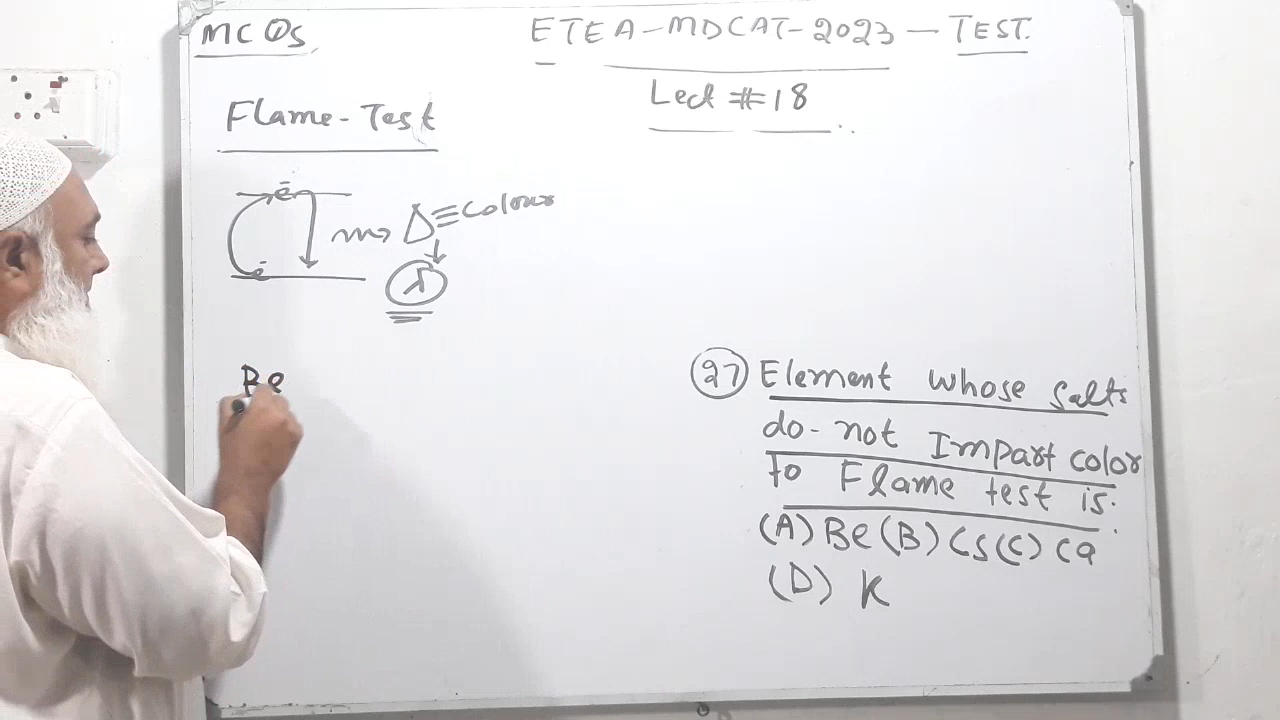 MCQs
ETEA-MDCAT-2023 - TEST.
Lect #18
Flame-Test
ē
Colour
ē
λ
Be
27 Element whose salts
do-not Impart color
to Flame test is.
(A) Be (B) Cs (C) Ca
(D) K